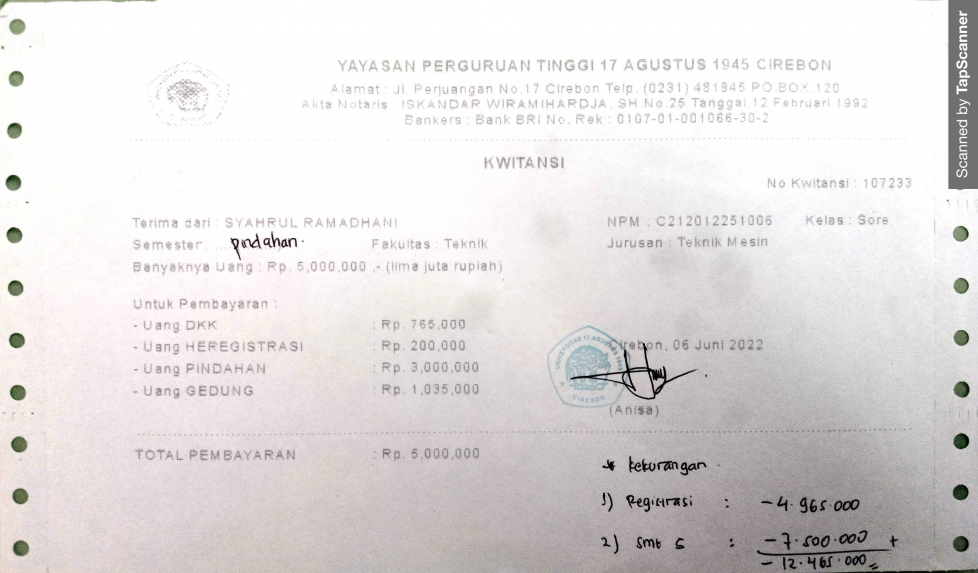 Scanned by TapScanner
YAYASAN PERGURUAN TINGGI 17 AGUSTUS 1945 CIREBON
Alamat : Jl. Perjuangan No.17 Cirebon Telp. (0231) 481945 PO.BOX.120
Akta Notaris : ISKANDAR WIRAMIHARDJA, SH.No.25 Tanggal 12 Februari 1992
Bankers : Bank BRI No. Rek : 0107-01-001066-30-2
KWITANSI
No Kwitansi : 107233
Terima dari : SYAHRUL RAMADHANI NPM : C212012251006 Kelas : Sore
Semester : pindahan. Fakultas : Teknik Jurusan : Teknik Mesin
Banyaknya Uang : Rp. 5,000,000 ,- (lima juta rupiah)
Untuk Pembayaran :
- Uang DKK : Rp. 765,000
- Uang HEREGISTRASI : Rp. 200,000 Cirebon, 06 Juni 2022
- Uang PINDAHAN : Rp. 3,000,000
- Uang GEDUNG : Rp. 1,035,000
UNIVERSITAS 17 AGUSTUS 1945
CIREBON
(Anisa)
TOTAL PEMBAYARAN : Rp. 5,000,000
* kekurangan.
1) Registrasi : -4.965.000
2) smt 5 : -7.500.000 +
-12.465.000